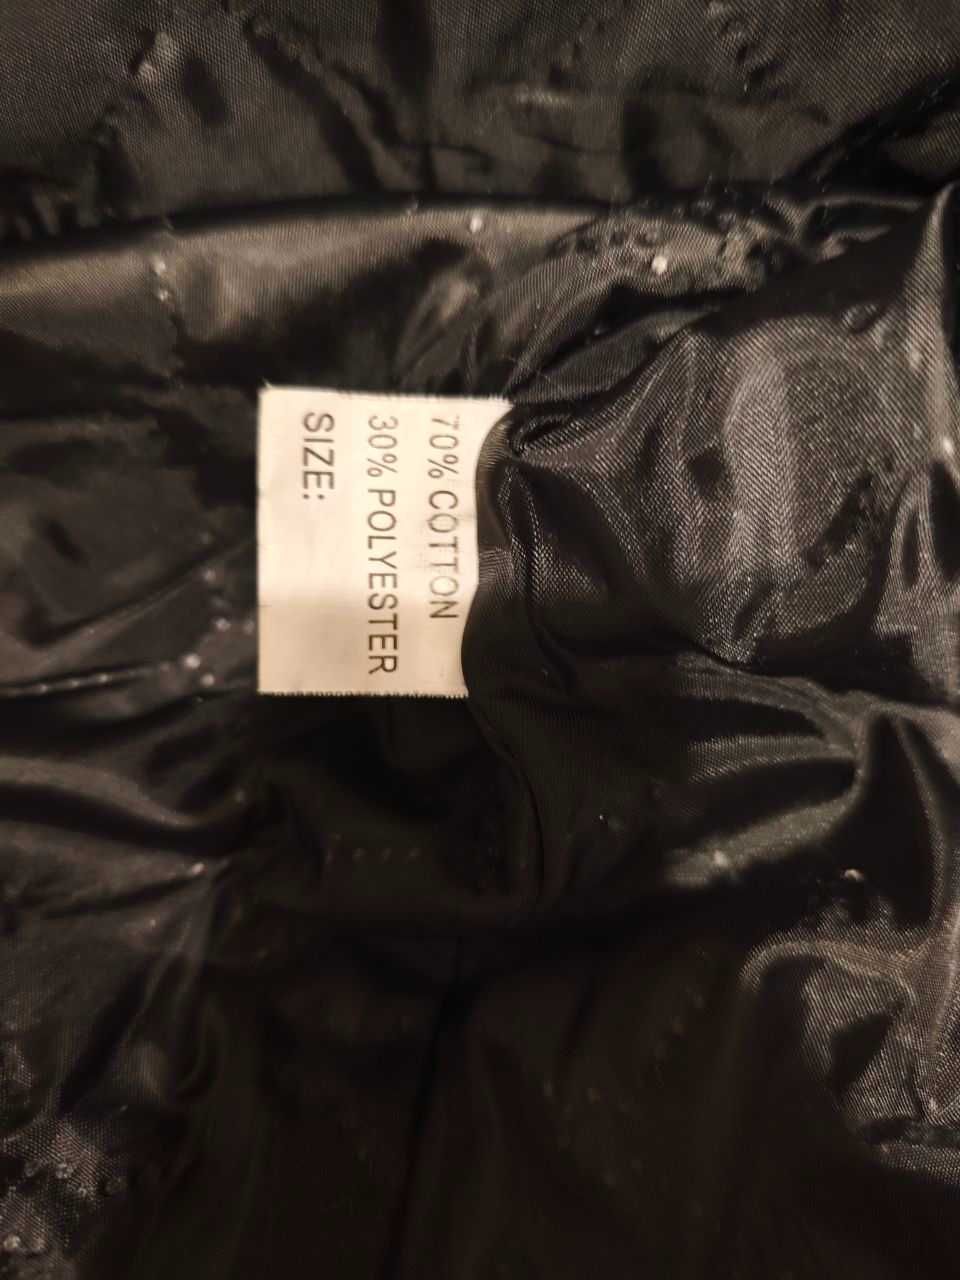 70% COTTON
30% POLYESTER
SIZE: